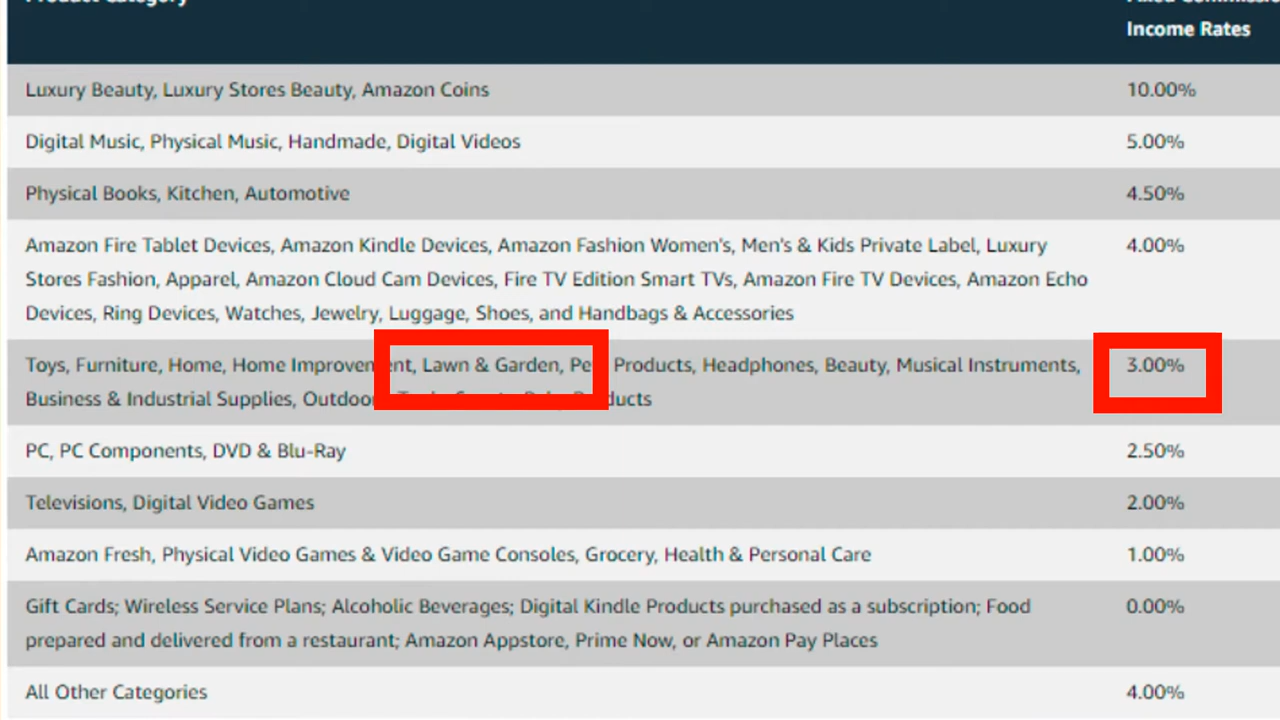 Product Category
Income Rates
Luxury Beauty, Luxury Stores Beauty, Amazon Coins 10.00%
Digital Music, Physical Music, Handmade, Digital Videos 5.00%
Physical Books, Kitchen, Automotive 4.50%
Amazon Fire Tablet Devices, Amazon Kindle Devices, Amazon Fashion Women's, Men's & Kids Private Label, Luxury 4.00%
Stores Fashion, Apparel, Amazon Cloud Cam Devices, Fire TV Edition Smart TVs, Amazon Fire TV Devices, Amazon Echo
Devices, Ring Devices, Watches, Jewelry, Luggage, Shoes, and Handbags & Accessories
Toys, Furniture, Home, Home Improvement, Lawn & Garden, Pe Products, Headphones, Beauty, Musical Instruments, 3.00%
Business & Industrial Supplies, Outdoor
PC, PC Components, DVD & Blu-Ray 2.50%
Televisions, Digital Video Games 2.00%
Amazon Fresh, Physical Video Games & Video Game Consoles, Grocery, Health & Personal Care 1.00%
Gift Cards; Wireless Service Plans; Alcoholic Beverages; Digital Kindle Products purchased as a subscription; Food 0.00%
prepared and delivered from a restaurant; Amazon Appstore, Prime Now, or Amazon Pay Places
All Other Categories 4.00%